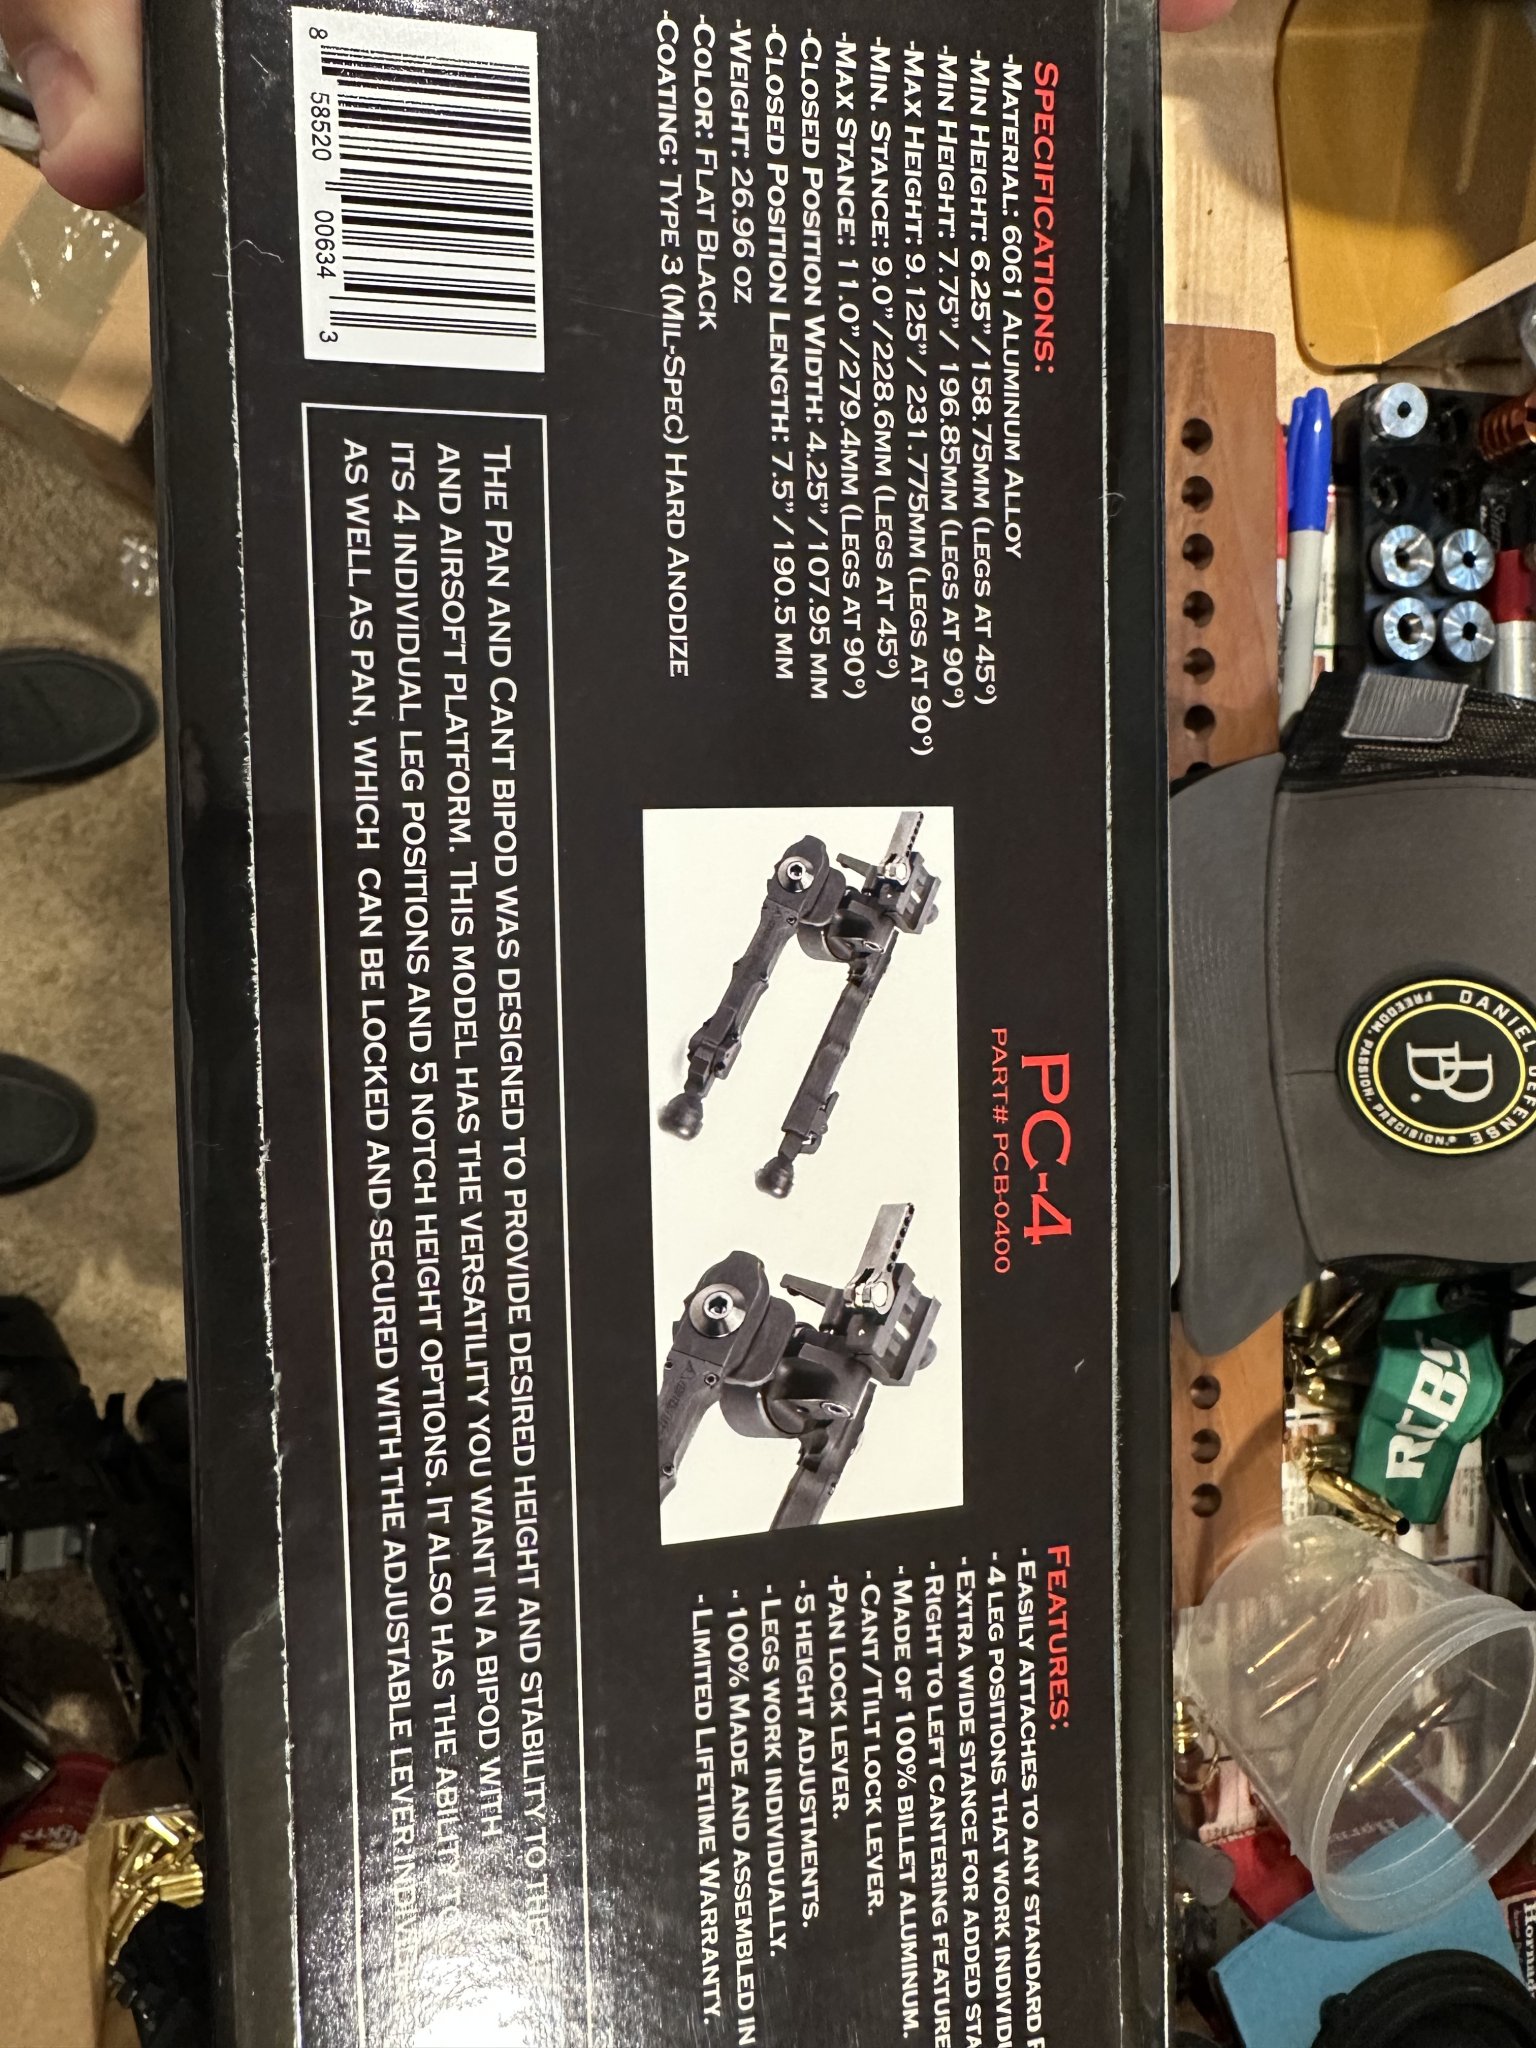 SPECIFICATIONS:
-MATERIAL: 6061 ALUMINUM ALLOY
-MIN HEIGHT: 6.25"/158.75MM (LEGS AT 45°)
-MIN HEIGHT: 7.75"/ 196.85MM (LEGS AT 90°)
-MAX HEIGHT: 9.125"/ 231.775MM (LEGS AT 90°)
-MIN. STANCE: 9.0"/228.6MM (LEGS AT 45°)
-MAX STANCE: 11.0"/279.4MM (LEGS AT 90°)
-CLOSED POSITION WIDTH: 4.25"/107.95 MM
-CLOSED POSITION LENGTH: 7.5"/190.5 MM
-WEIGHT: 26.96 OZ
-COLOR: FLAT BLACK
-COATING: TYPE 3 (MIL-SPEC) HARD ANODIZE
8 58520 00634 3
PC-4
PART# PCB-0400
FEATURES:
-EASILY ATTACHES TO ANY STANDARD
-4 LEG POSITIONS THAT WORK
-EXTRA WIDE STANCE FOR ADDED
-RIGHT TO LEFT CANTERING FEATURE
-MADE OF 100% BILLET ALUMINUM.
-CANT/TILT LOCK LEVER.
-PAN LOCK LEVER.
-5 HEIGHT ADJUSTMENTS.
-LEGS WORK INDIVIDUALLY.
-100% MADE AND ASSEMBLED IN
-LIMITED LIFETIME WARRANTY.
THE PAN AND CANT BIPOD WAS DESIGNED TO PROVIDE DESIRED HEIGHT AND STABILITY TO THE
AND AIRSOFT PLATFORM. THIS MODEL HAS THE VERSATILITY YOU WANT IN A BIPOD WITH
ITS 4 INDIVIDUAL LEG POSITIONS AND 5 NOTCH HEIGHT OPTIONS. IT ALSO HAS THE ABILITY TO
AS WELL AS PAN, WHICH CAN BE LOCKED AND SECURED WITH THE ADJUSTABLE LEVER
DANIEL DEFENSE
DD
FREEDOM, PASSION, PRECISION.®
RCBS